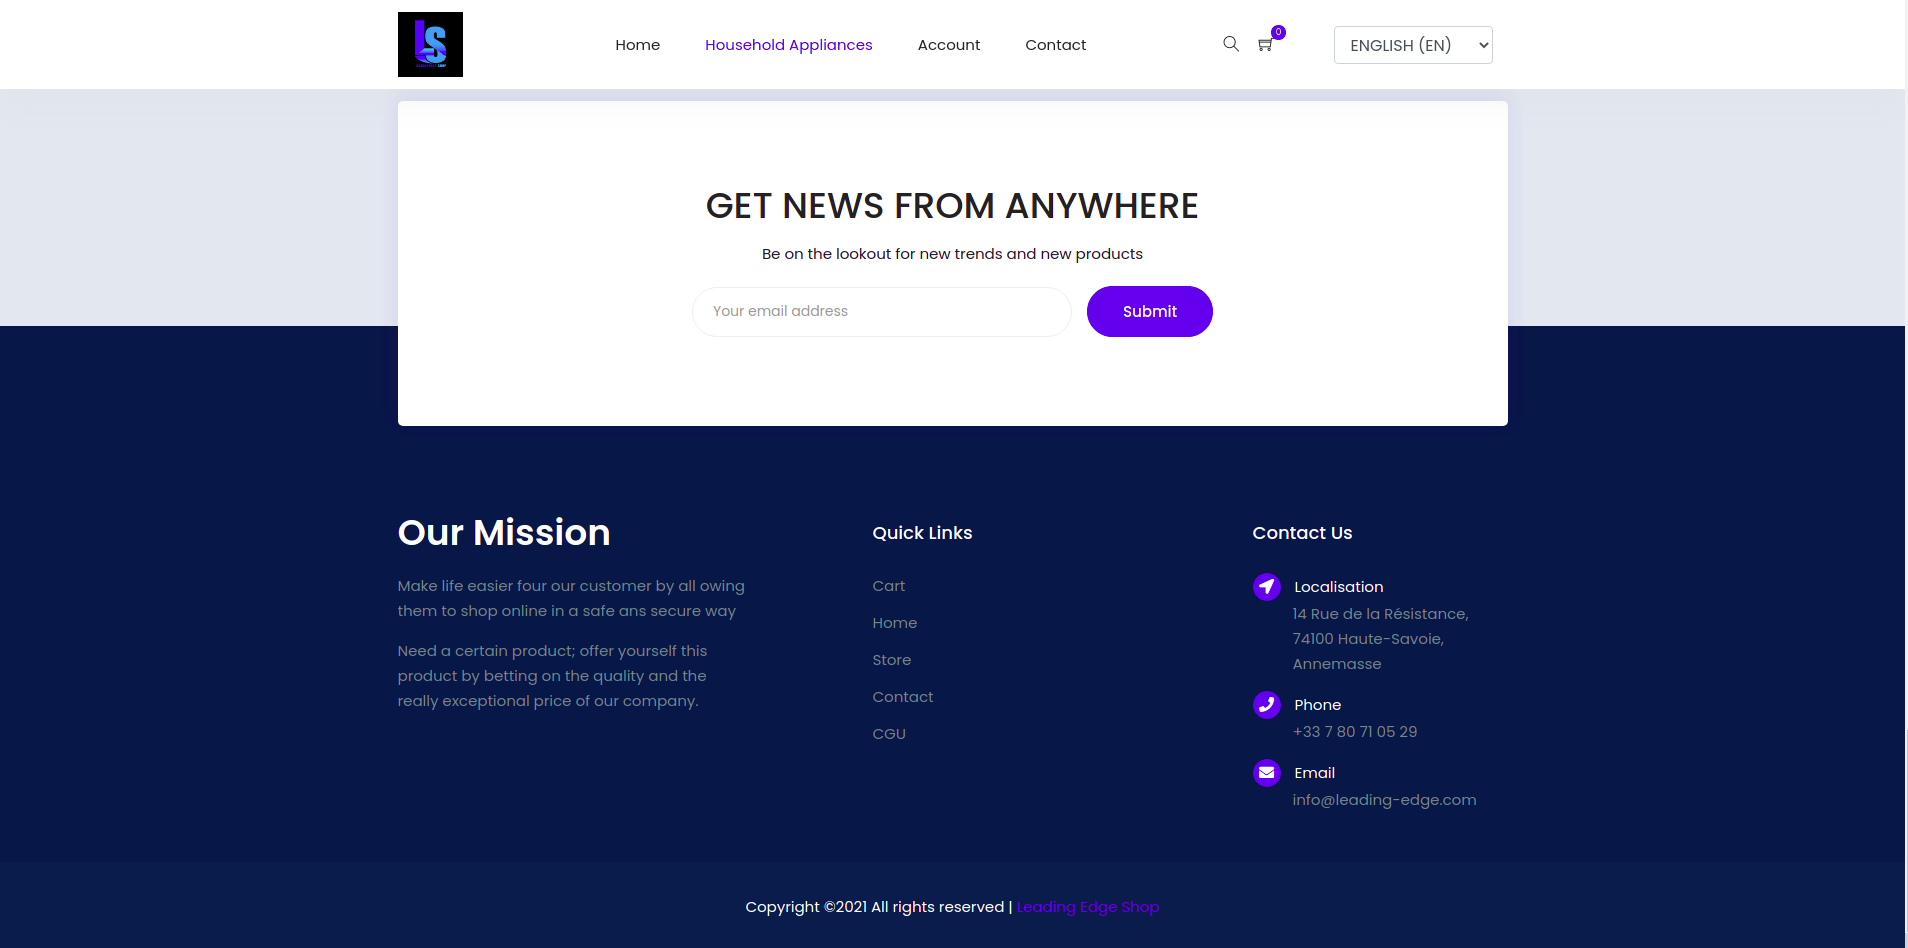 LS
Home
Household Appliances
Account
Contact
0
ENGLISH (EN)
GET NEWS FROM ANYWHERE
Be on the lookout for new trends and new products
Your email address
Submit
Our Mission
Make life easier four our customer by all owing
them to shop online in a safe ans secure way
Need a certain product; offer yourself this
product by betting on the quality and the
really exceptional price of our company.
Quick Links
Cart
Home
Store
Contact
CGU
Contact Us
Localisation
14 Rue de la Résistance,
74100 Haute-Savoie,
Annemasse
Phone
+33 7 80 71 05 29
Email
info@leading-edge.com
Copyright ©2021 All rights reserved | Leading Edge Shop